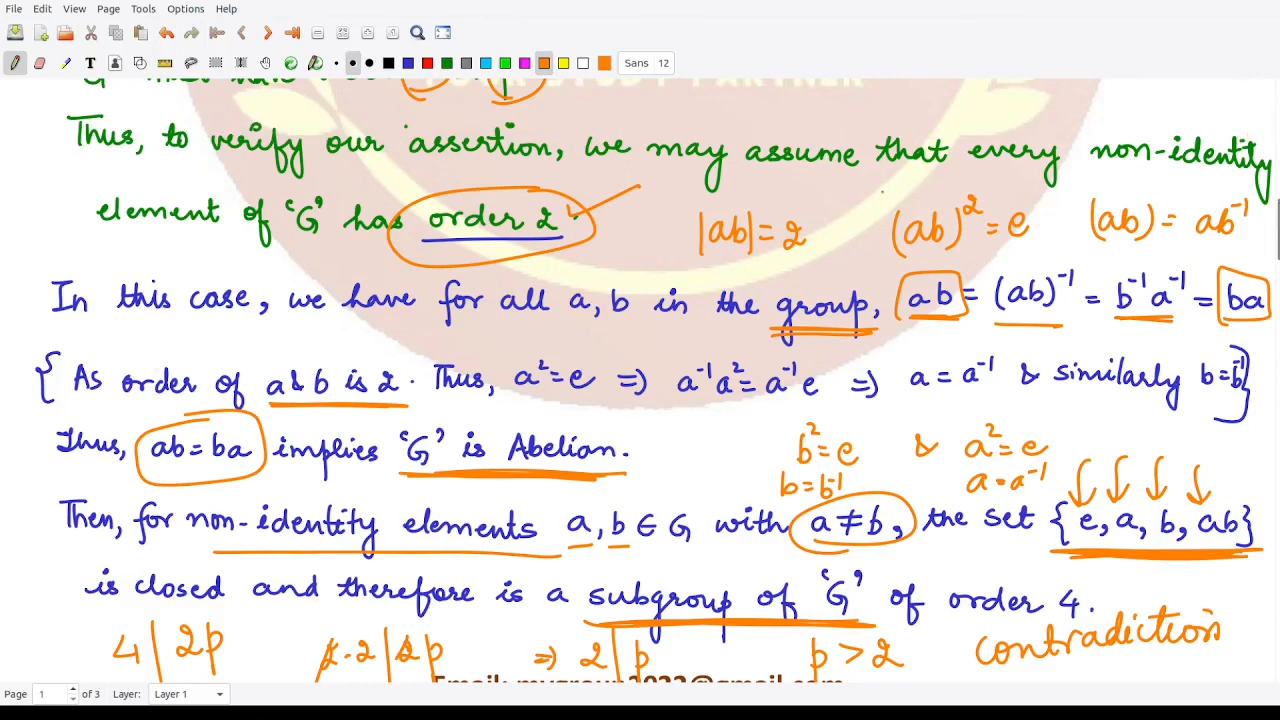 File Edit View Page Tools Options Help
Sans 12
STUDY PARTNER
Thus, to verify our assertion, we may assume that every non-identity
element of 'G' has order 2.
|ab| = 2 (ab)² = e (ab) = ab⁻¹
In this case, we have for all a, b in the group, ab = (ab)⁻¹ = b⁻¹a⁻¹ = ba
{ As order of a & b is 2. Thus, a² = e => a⁻¹a² = a⁻¹e => a = a⁻¹ & similarly b = b⁻¹}
Thus, ab = ba implies 'G' is Abelian.
b² = e & a² = e
b = b⁻¹ a = a⁻¹
Then, for non-identity elements a, b ∈ G with a ≠ b, the set {e, a, b, ab}
is closed and therefore is a subgroup of 'G' of order 4.
4 | 2p 2·2 | 2p => 2 | p p > 2 contradiction
Page 1 of 3 Layer: Layer 1